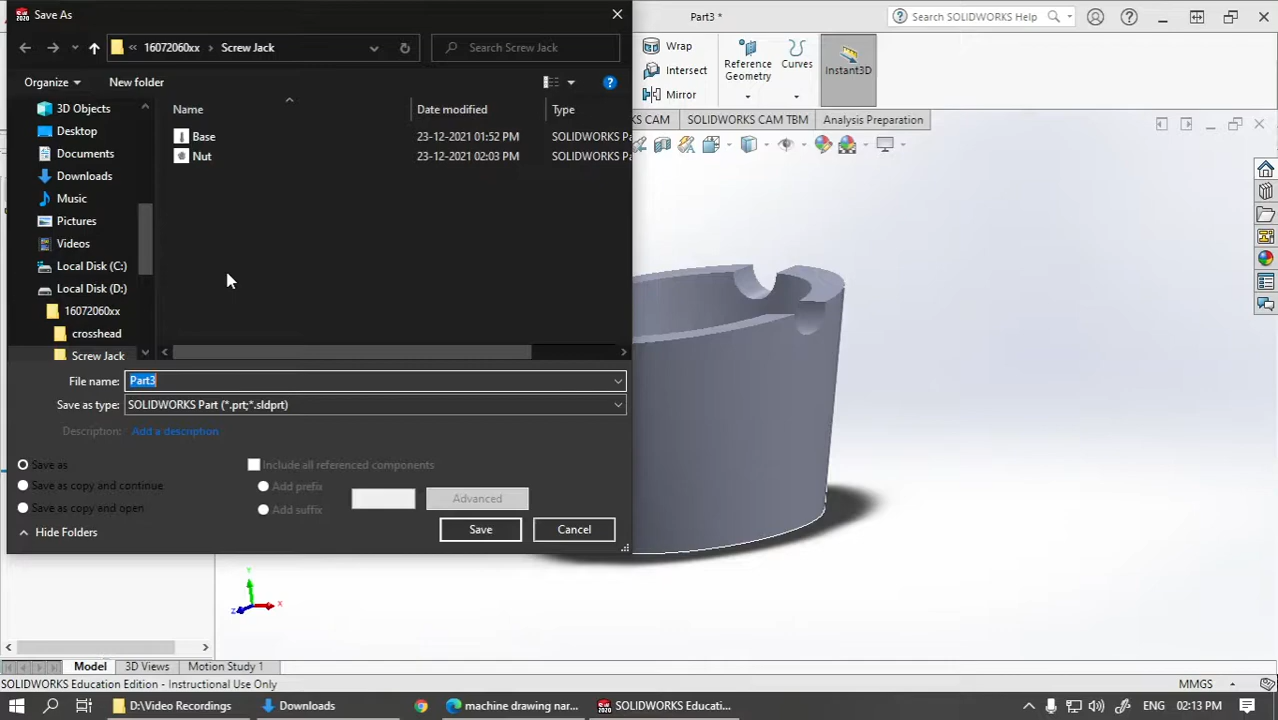 Save As
Part3 *
Search SOLIDWORKS Help
16072060xx
Screw Jack
Search Screw Jack
Wrap
Intersect
Mirror
Reference
Geometry
Curves
Instant3D
Organize
New folder
3D Objects
Desktop
Documents
Downloads
Music
Pictures
Videos
Local Disk (C:)
Local Disk (D:)
16072060xx
crosshead
Screw Jack
Name
Date modified
Type
Base
23-12-2021 01:52 PM
SOLIDWORKS Pa
Nut
23-12-2021 02:03 PM
SOLIDWORKS Pa
KS CAM
SOLIDWORKS CAM TBM
Analysis Preparation
File name:
Part3
Save as type:
SOLIDWORKS Part (*.prt;*.sldprt)
Description:
Add a description
Save as
Save as copy and continue
Save as copy and open
Include all referenced components
Add prefix
Add suffix
Advanced
Save
Cancel
Hide Folders
Y
Z
X
Model
3D Views
Motion Study 1
SOLIDWORKS Education Edition - Instructional Use Only
MMGS
D:\Video Recordings
Downloads
machine drawing nar...
SOLIDWORKS Educati...
02:13 PM